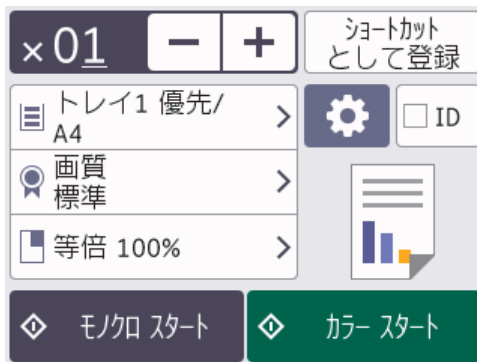 ×01 － ＋
ショートカット
として登録
トレイ1 優先/
A4
ID
画質
標準
等倍 100%
モノクロ スタート
カラー スタート